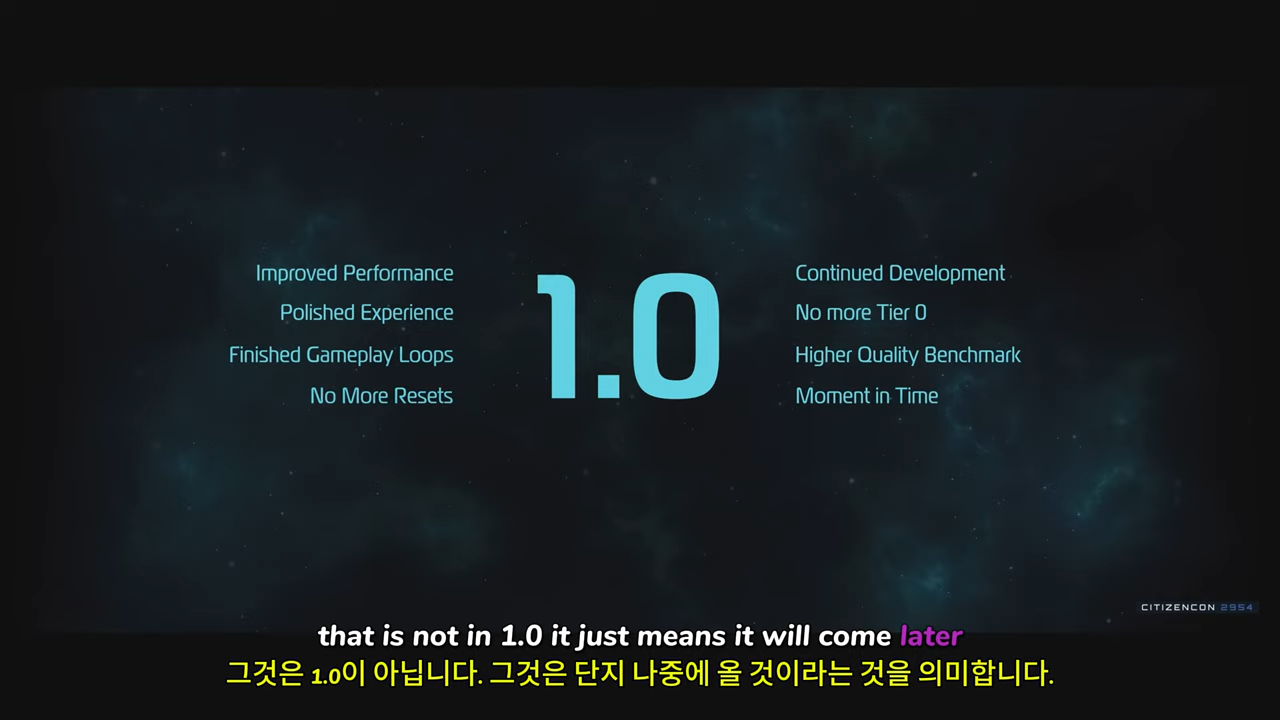 Improved Performance
Polished Experience
Finished Gameplay Loops
No More Resets
1.0
Continued Development
No more Tier 0
Higher Quality Benchmark
Moment in Time
CITIZENCON 2954
that is not in 1.0 it just means it will come later
그것은 1.0이 아닙니다. 그것은 단지 나중에 올 것이라는 것을 의미합니다.